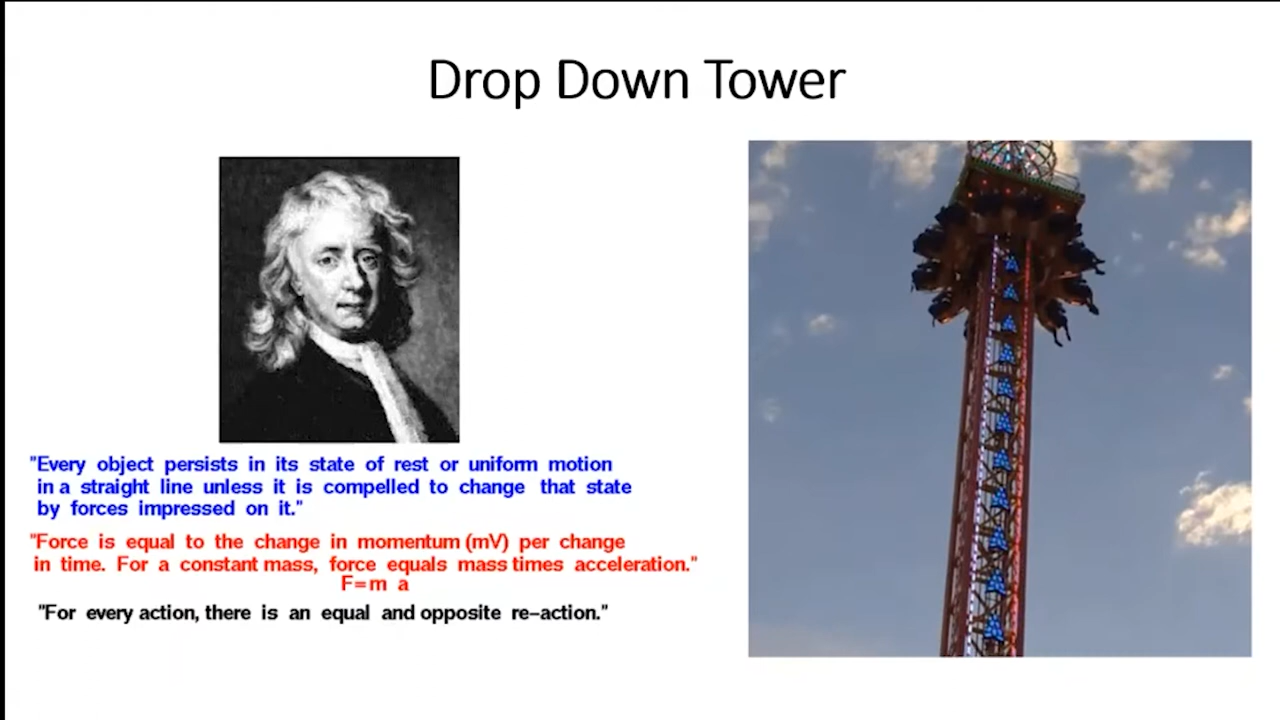 Drop Down Tower
"Every object persists in its state of rest or uniform motion
in a straight line unless it is compelled to change that state
by forces impressed on it."
"Force is equal to the change in momentum (mV) per change
in time. For a constant mass, force equals mass times acceleration."
F=m a
"For every action, there is an equal and opposite re-action."